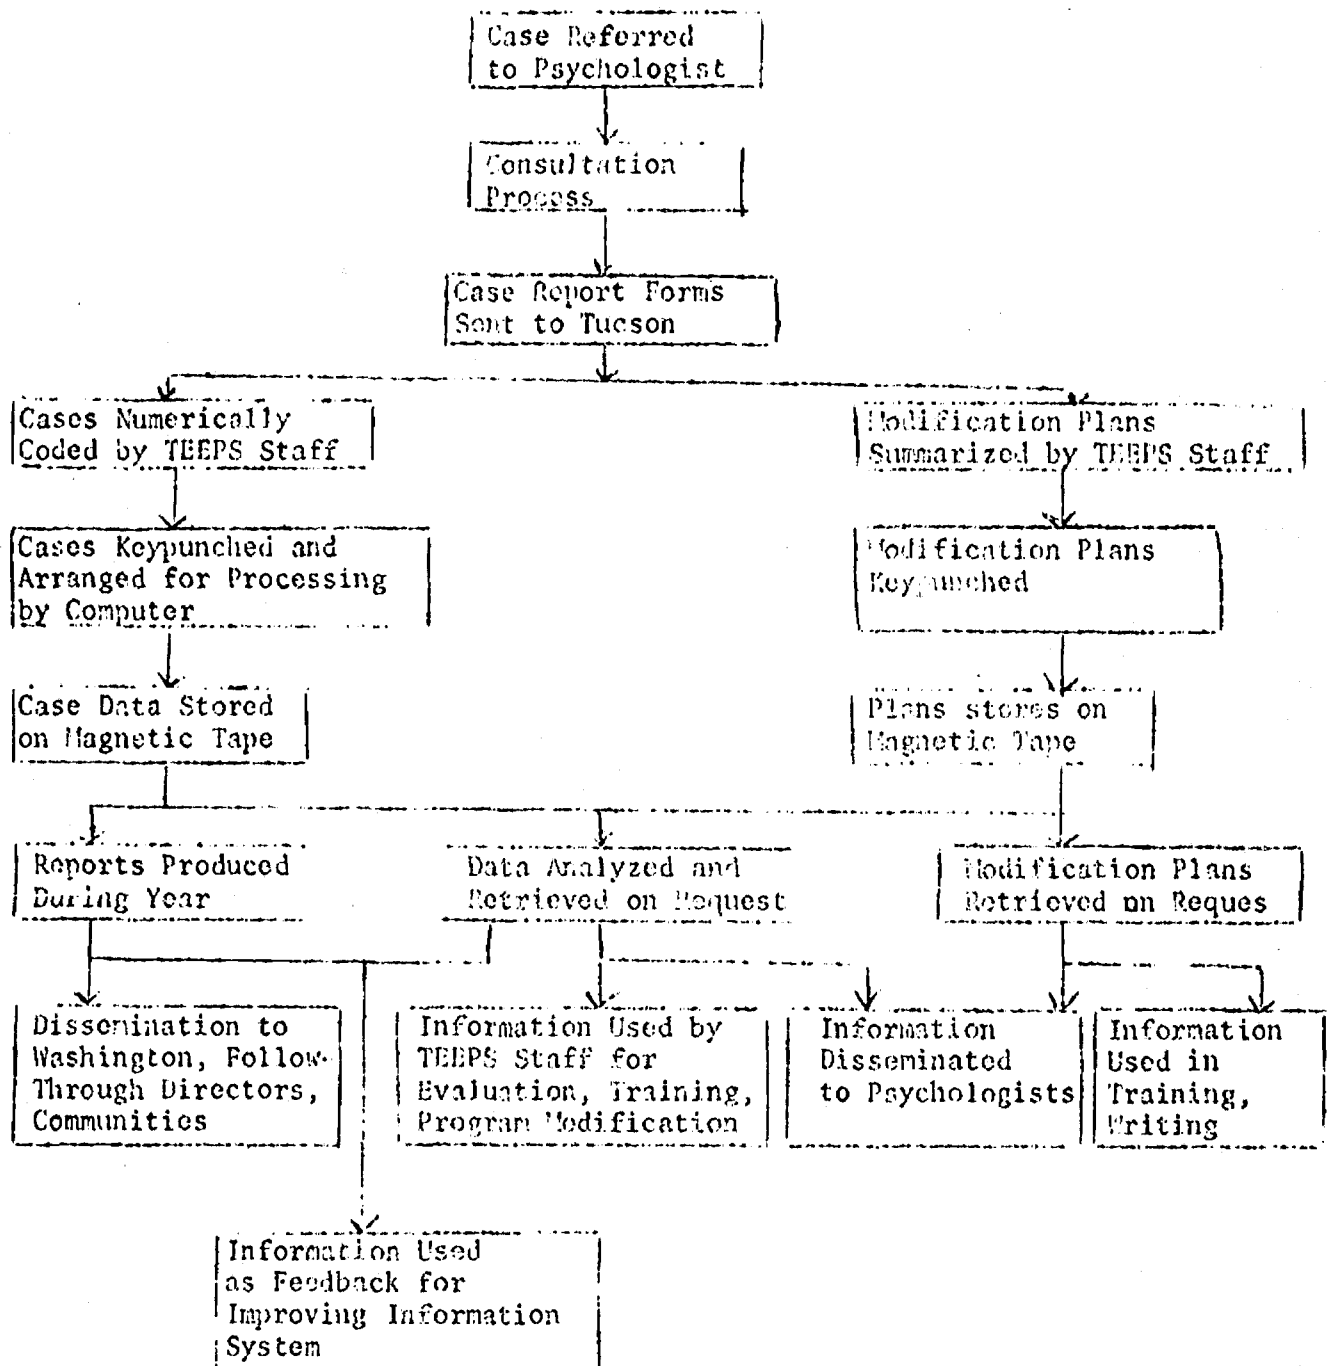 Case Referred
to Psychologist
Consultation
Process
Case Report Forms
Sent to Tucson
Cases Numerically
Coded by TEEPS Staff
Modification Plans
Summarized by TEEPS Staff
Cases Keypunched and
Arranged for Processing
by Computer
Modification Plans
Keypunched
Case Data Stored
on Magnetic Tape
Plans stores on
Magnetic Tape
Reports Produced
During Year
Data Analyzed and
Retrieved on Request
Modification Plans
Retrieved on Reques
Dissemination to
Washington, Follow-
Through Directors,
Communities
Information Used by
TEEPS Staff for
Evaluation, Training,
Program Modification
Information
Disseminated
to Psychologists
Information
Used in
Training,
Writing
Information Used
as Feedback for
Improving Information
System